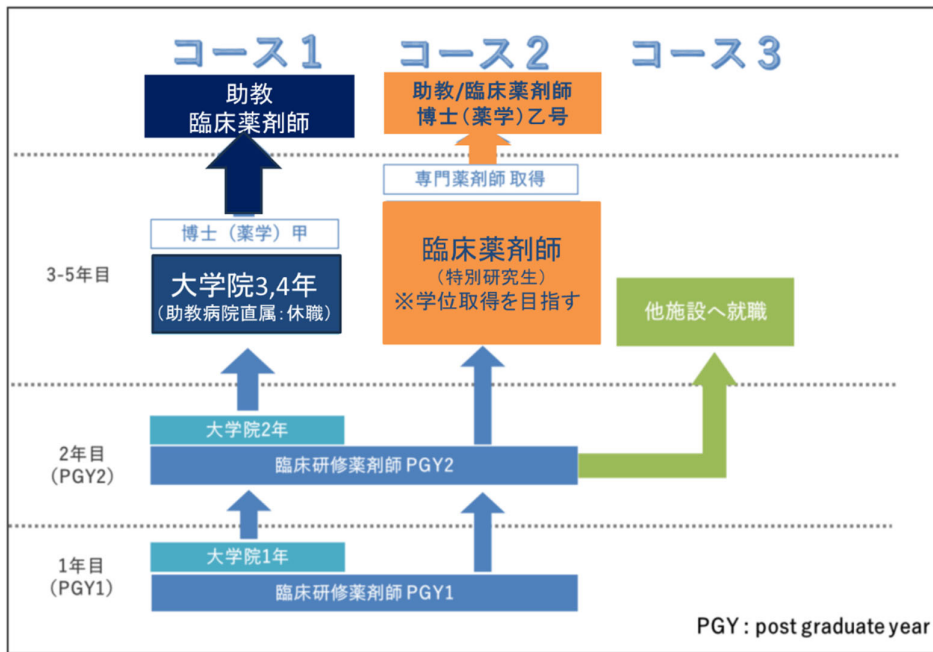 コース1
コース2
コース3
助教
臨床薬剤師
助教/臨床薬剤師
博士(薬学)乙号
専門薬剤師 取得
博士(薬学)甲
3-5年目
大学院3,4年
(助教病院直属:休職)
臨床薬剤師
(特別研究生)
※学位取得を目指す
他施設へ就職
2年目
(PGY2)
大学院2年
臨床研修薬剤師 PGY2
1年目
(PGY1)
大学院1年
臨床研修薬剤師 PGY1
PGY : post graduate year